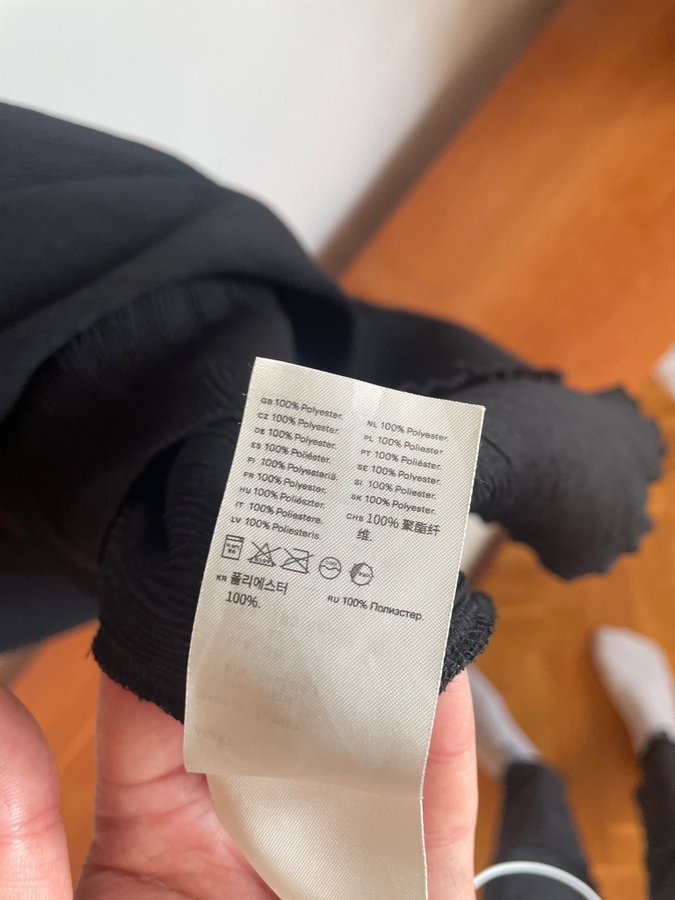 GB 100% Polyester.
CZ 100% Polyester.
DE 100% Polyester.
ES 100% Poliéster.
FI 100% Polyesteriä.
FR 100% Polyester.
HU 100% Poliészter.
IT 100% Poliestere.
LV 100% Poliesteris.
NL 100% Polyester.
PL 100% Poliester.
PT 100% Poliéster.
SE 100% Polyester.
SI 100% Poliester.
SK 100% Polyester.
CHS 100% 聚酯纤
维.
KR 폴리에스터
100%.
RU 100% Полиэстер.